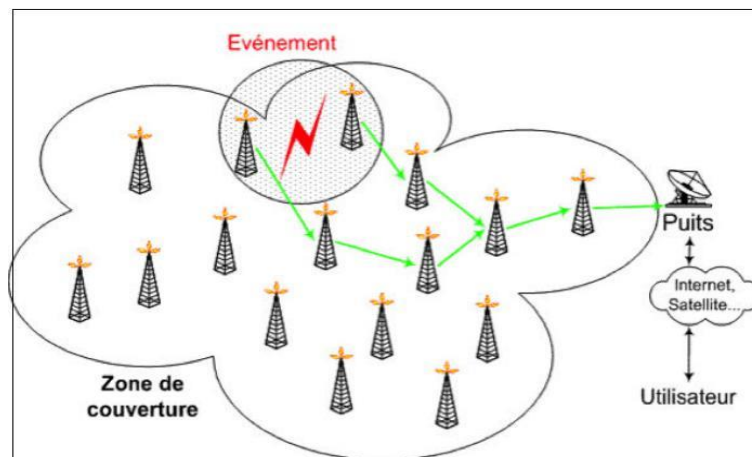 Evénement
Puits
Internet,
Satellite....
Zone de
couverture
Utilisateur